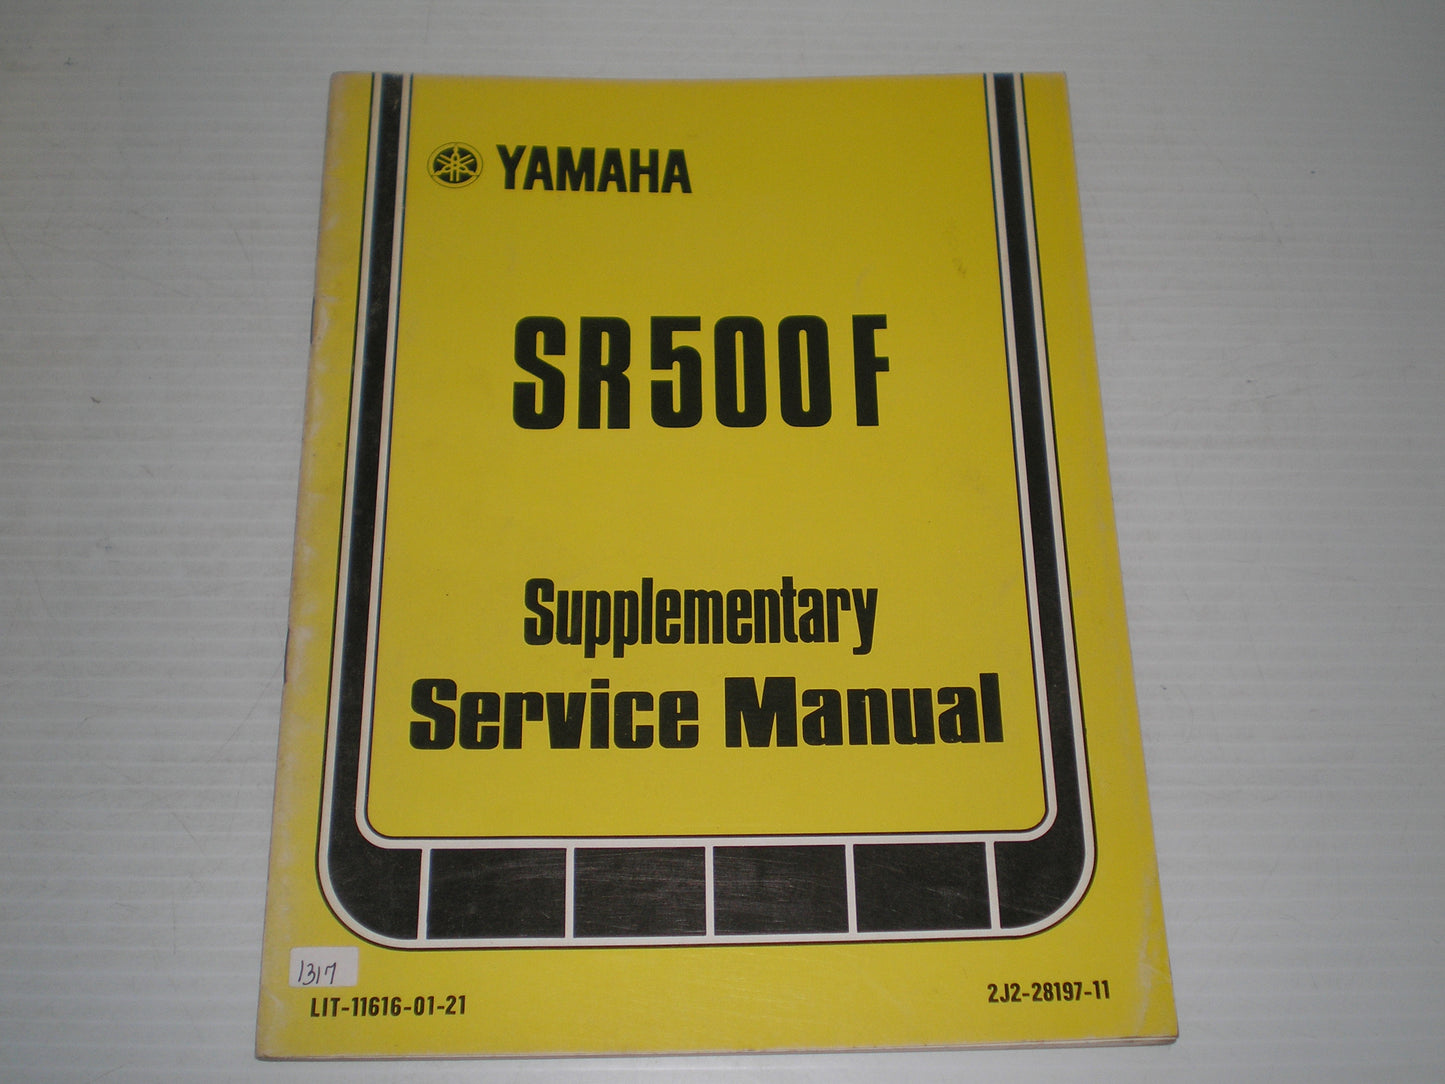 YAMAHA
SR500F
Supplementary
Service Manual
1317
LIT-11616-01-21
2J2-28197-11